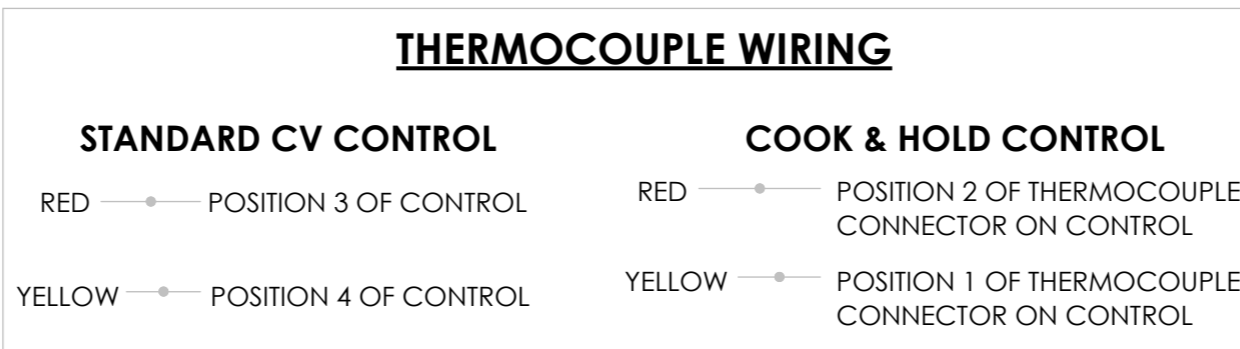 THERMOCOUPLE WIRING
STANDARD CV CONTROL
RED POSITION 3 OF CONTROL
YELLOW POSITION 4 OF CONTROL
COOK & HOLD CONTROL
RED POSITION 2 OF THERMOCOUPLE
CONNECTOR ON CONTROL
YELLOW POSITION 1 OF THERMOCOUPLE
CONNECTOR ON CONTROL